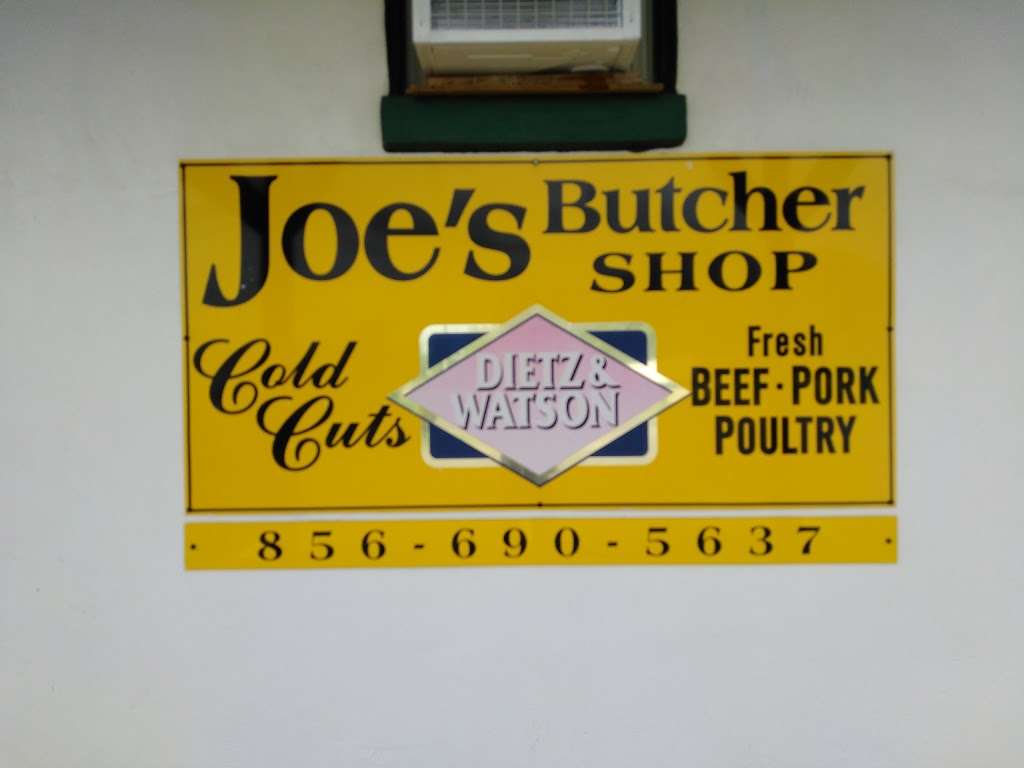 Joe's Butcher
SHOP
Cold
Cuts
DIETZ &
WATSON
Fresh
BEEF · PORK
POULTRY
856-690-5637